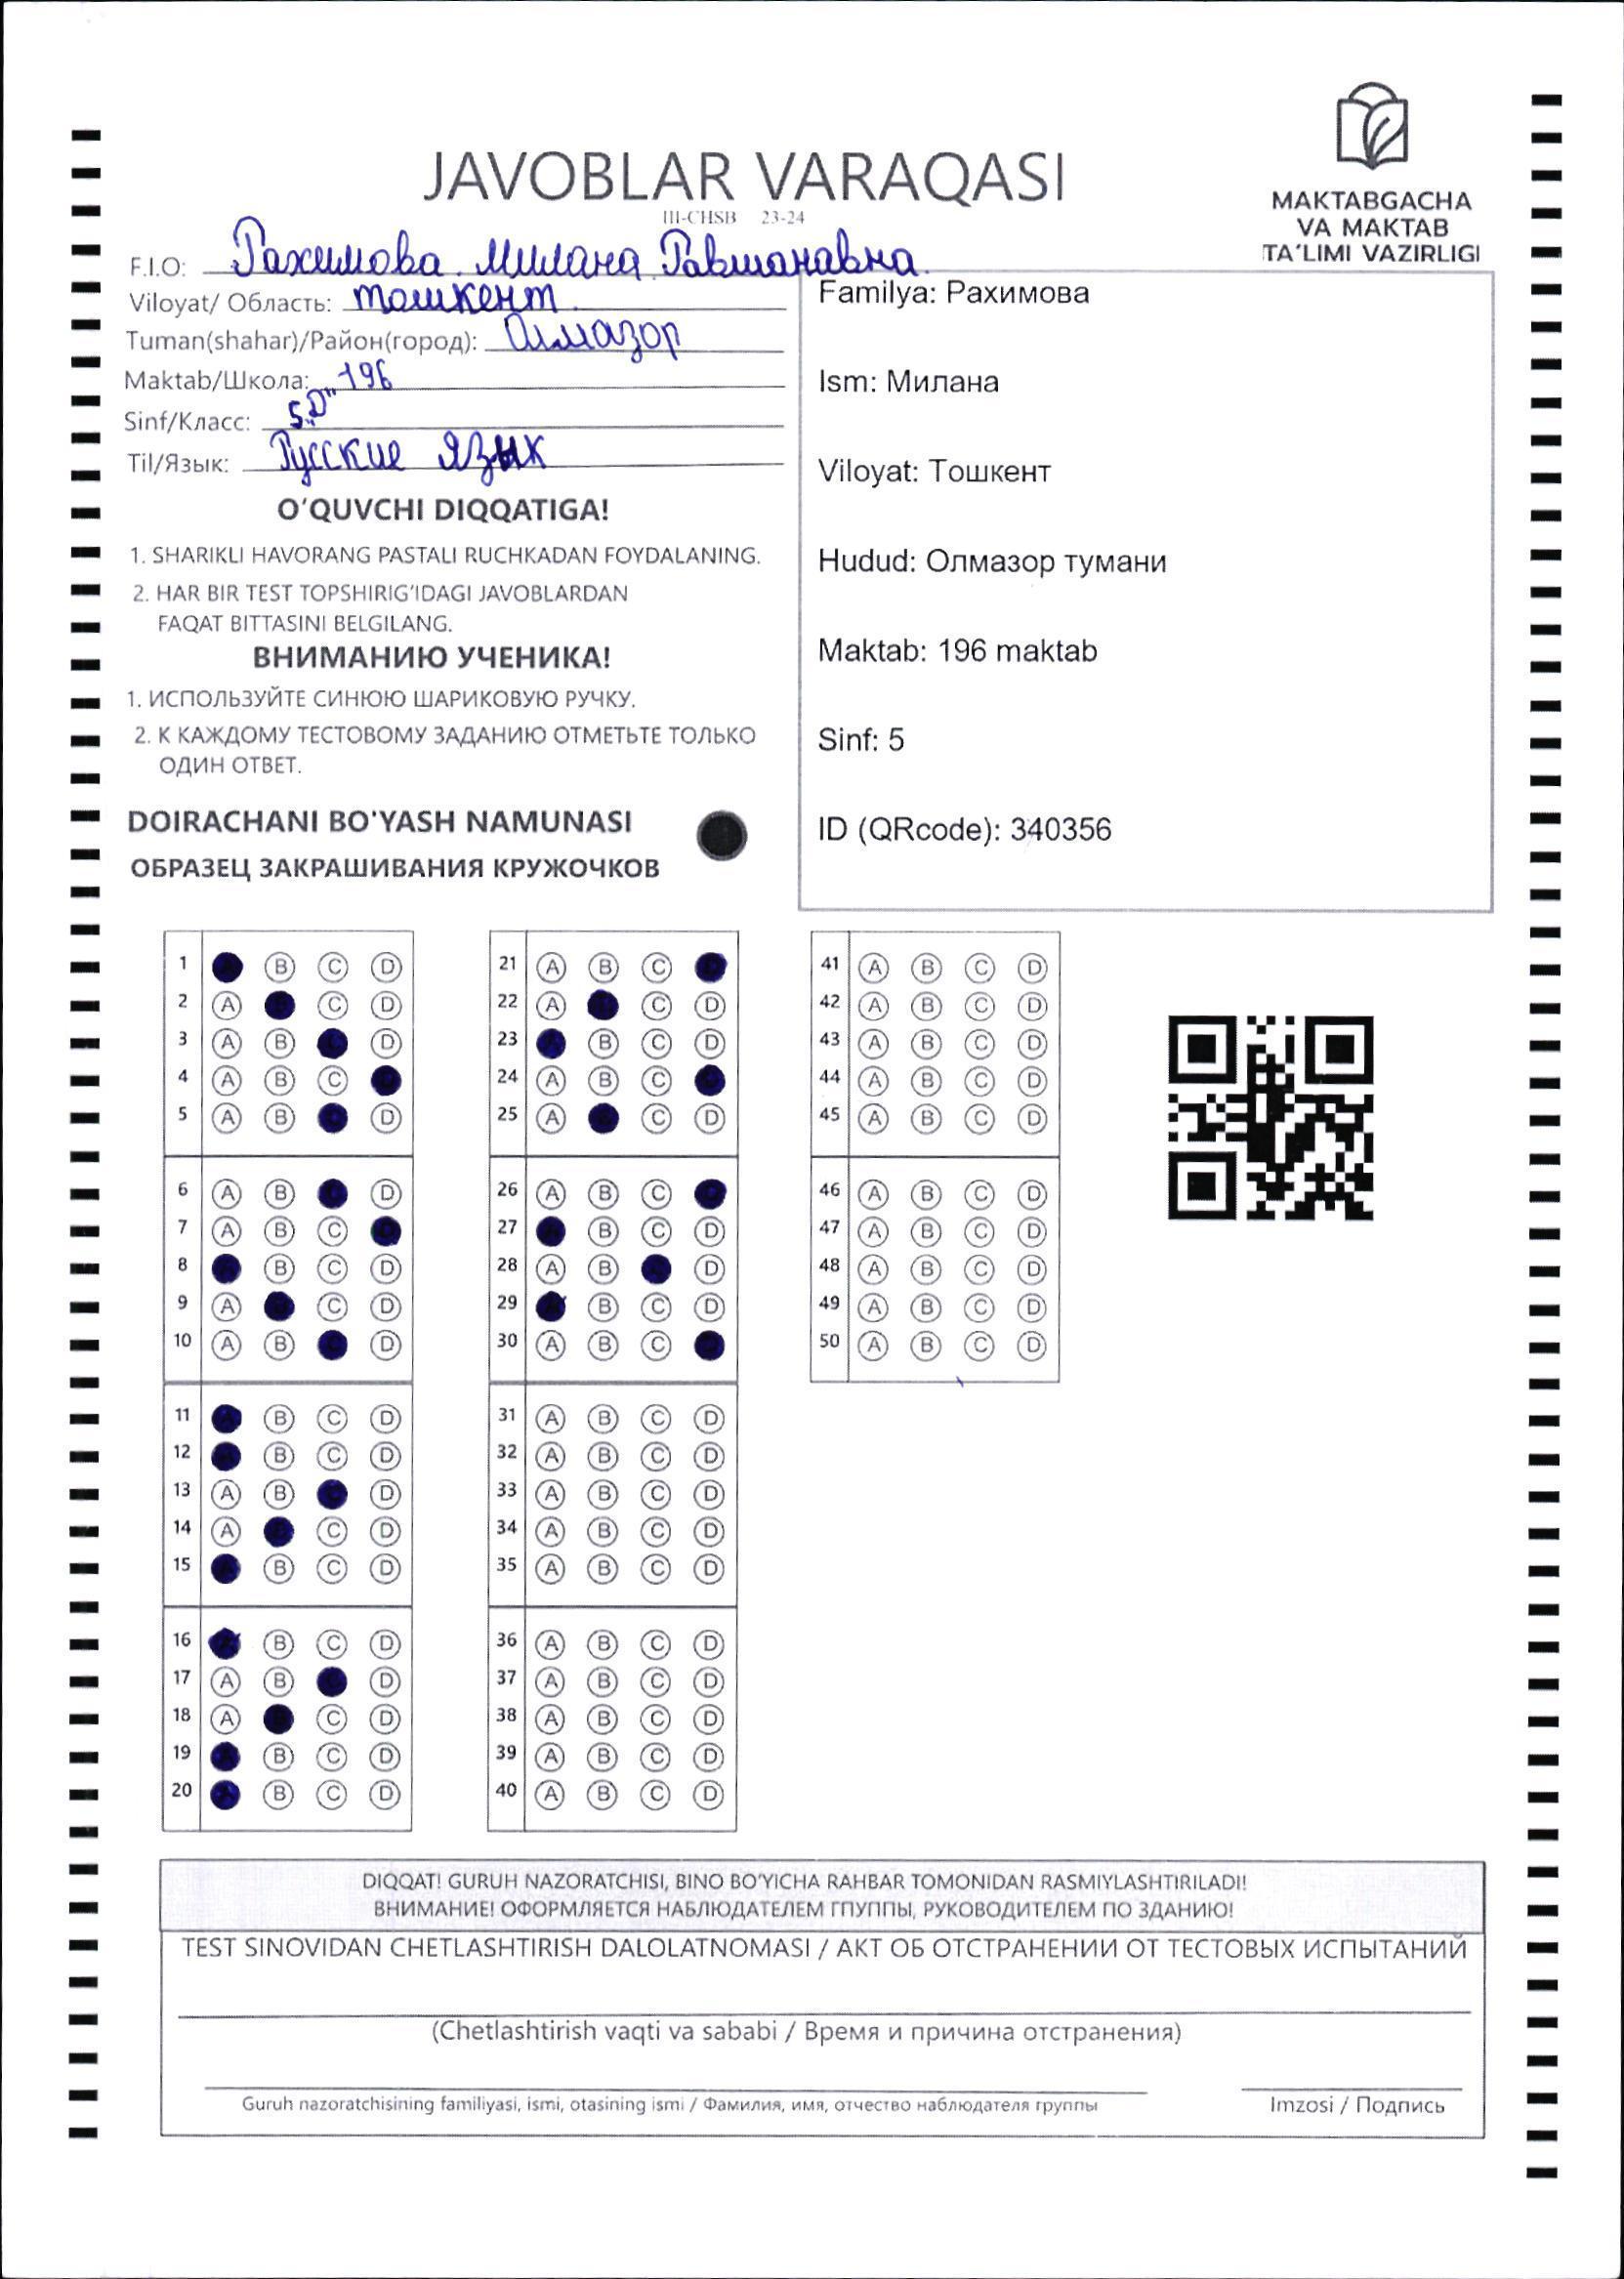 JAVOBLAR VARAQASI
III-CHSB 23-24
MAKTABGACHA
VA MAKTAB
TA'LIMI VAZIRLIGI
F.I.O: Рахимова Милана Равшанавна
Viloyat/ Область: ташкент
Tuman(shahar)/Район(город): Олмазор
Maktab/Школа: 196
Sinf/Класс: 5 „D"
Til/Язык: Русские язык
O'QUVCHI DIQQATIGA!
1. SHARIKLI HAVORANG PASTALI RUCHKADAN FOYDALANING.
2. HAR BIR TEST TOPSHIRIG'IDAGI JAVOBLARDAN
FAQAT BITTASINI BELGILANG.
ВНИМАНИЮ УЧЕНИКА!
1. ИСПОЛЬЗУЙТЕ СИНЮЮ ШАРИКОВУЮ РУЧКУ.
2. К КАЖДОМУ ТЕСТОВОМУ ЗАДАНИЮ ОТМЕТЬТЕ ТОЛЬКО
ОДИН ОТВЕТ.
DOIRACHANI BO'YASH NAMUNASI
ОБРАЗЕЦ ЗАКРАШИВАНИЯ КРУЖОЧКОВ
Familya: Рахимова
Ism: Милана
Viloyat: Тошкент
Hudud: Олмазор тумани
Maktab: 196 maktab
Sinf: 5
ID (QRcode): 340356
1 B C D
2 A C D
3 A B D
4 A B C
5 A B D
6 A B D
7 A B C
8 B C D
9 A C D
10 A B D
11 B C D
12 B C D
13 A B D
14 A C D
15 B C D
16 B C D
17 A B D
18 A C D
19 B C D
20 B C D
21 A B C
22 A C D
23 B C D
24 A B C
25 A C D
26 A B C
27 B C D
28 A B D
29 B C D
30 A B C
31 A B C D
32 A B C D
33 A B C D
34 A B C D
35 A B C D
36 A B C D
37 A B C D
38 A B C D
39 A B C D
40 A B C D
41 A B C D
42 A B C D
43 A B C D
44 A B C D
45 A B C D
46 A B C D
47 A B C D
48 A B C D
49 A B C D
50 A B C D
DIQQAT! GURUH NAZORATCHISI, BINO BO'YICHA RAHBAR TOMONIDAN RASMIYLASHTIRILADI!
ВНИМАНИЕ! ОФОРМЛЯЕТСЯ НАБЛЮДАТЕЛЕМ ГПУППЫ, РУКОВОДИТЕЛЕМ ПО ЗДАНИЮ!
TEST SINOVIDAN CHETLASHTIRISH DALOLATNOMASI / АКТ ОБ ОТСТРАНЕНИИ ОТ ТЕСТОВЫХ ИСПЫТАНИЙ
(Chetlashtirish vaqti va sababi / Время и причина отстранения)
Guruh nazoratchisining familiyasi, ismi, otasining ismi / Фамилия, имя, отчество наблюдателя группы
Imzosi / Подпись